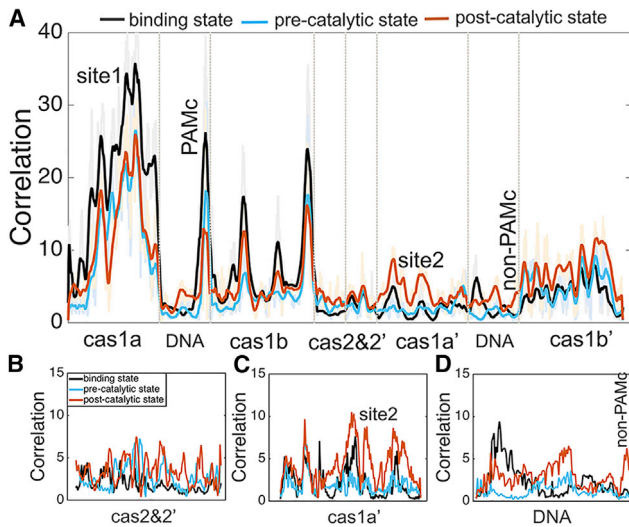 A
binding state pre-catalytic state post-catalytic state
Correlation
40
30
20
10
0
site1
PAMc
site2
non-PAMc
cas1a DNA cas1b cas2&2' cas1a' DNA cas1b'
B
binding state
pre-catalytic state
post-catalytic state
Correlation
15
10
5
0
cas2&2'
C
Correlation
15
10
5
0
site2
cas1a'
D
Correlation
15
10
5
0
non-PAMc
DNA